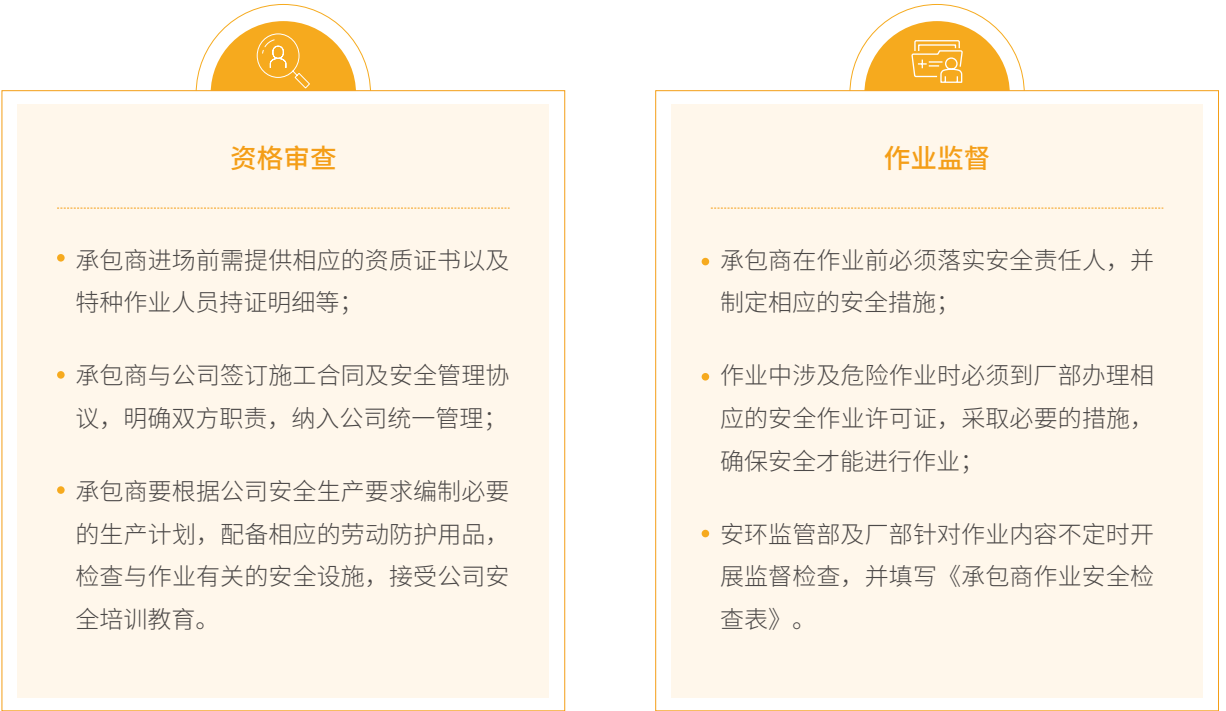 资格审查
承包商进场前需提供相应的资质证书以及
特种作业人员持证明细等；
承包商与公司签订施工合同及安全管理协
议，明确双方职责，纳入公司统一管理；
承包商要根据公司安全生产要求编制必要
的生产计划，配备相应的劳动防护用品，
检查与作业有关的安全设施，接受公司安
全培训教育。
作业监督
承包商在作业前必须落实安全责任人，并
制定相应的安全措施；
作业中涉及危险作业时必须到厂部办理相
应的安全作业许可证，采取必要的措施，
确保安全才能进行作业；
安环监管部及厂部针对作业内容不定时开
展监督检查，并填写《承包商作业安全检
查表》。